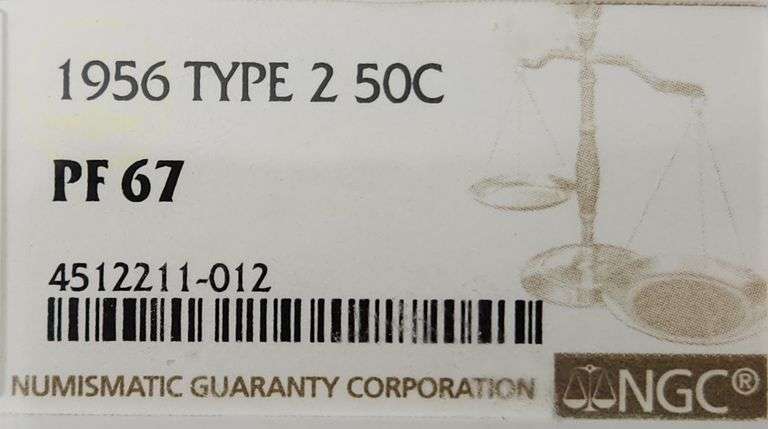 1956 TYPE 2 50C
PF 67
4512211-012
NUMISMATIC GUARANTY CORPORATION
NGC®